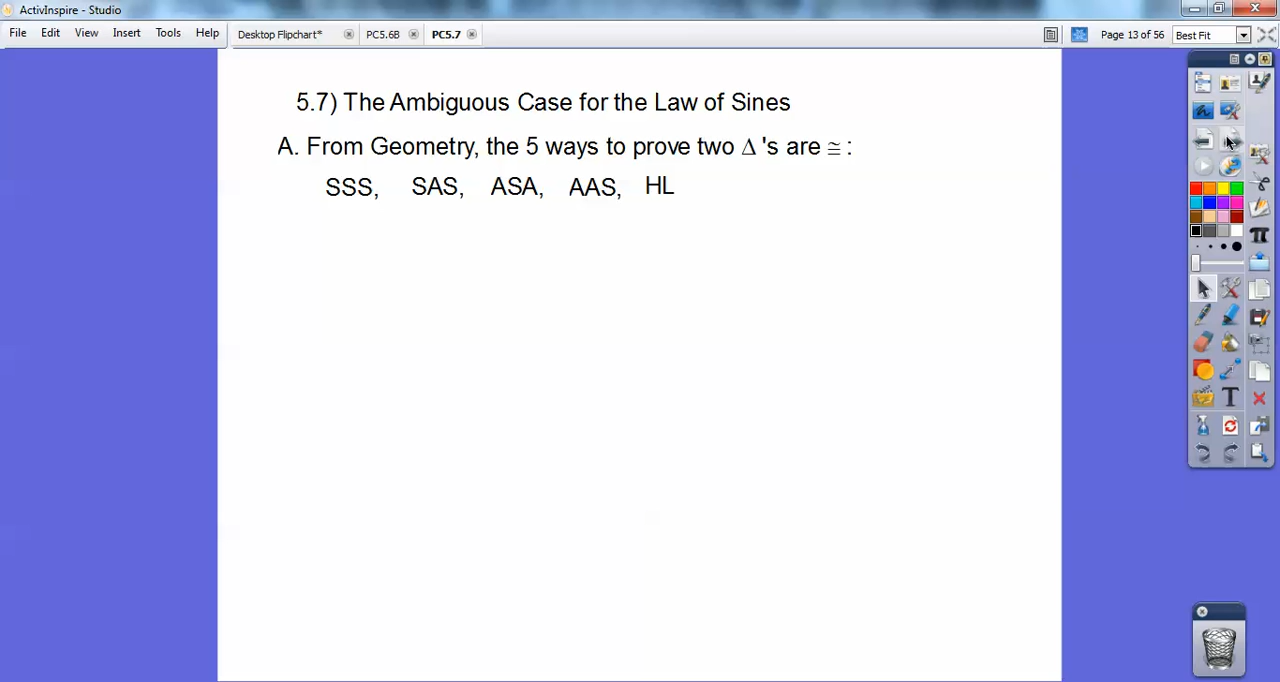 ActivInspire - Studio
File Edit View Insert Tools Help
Desktop Flipchart* PC5.6B PC5.7
Page 13 of 56 Best Fit
5.7) The Ambiguous Case for the Law of Sines
A. From Geometry, the 5 ways to prove two Δ 's are ≅ :
SSS, SAS, ASA, AAS, HL